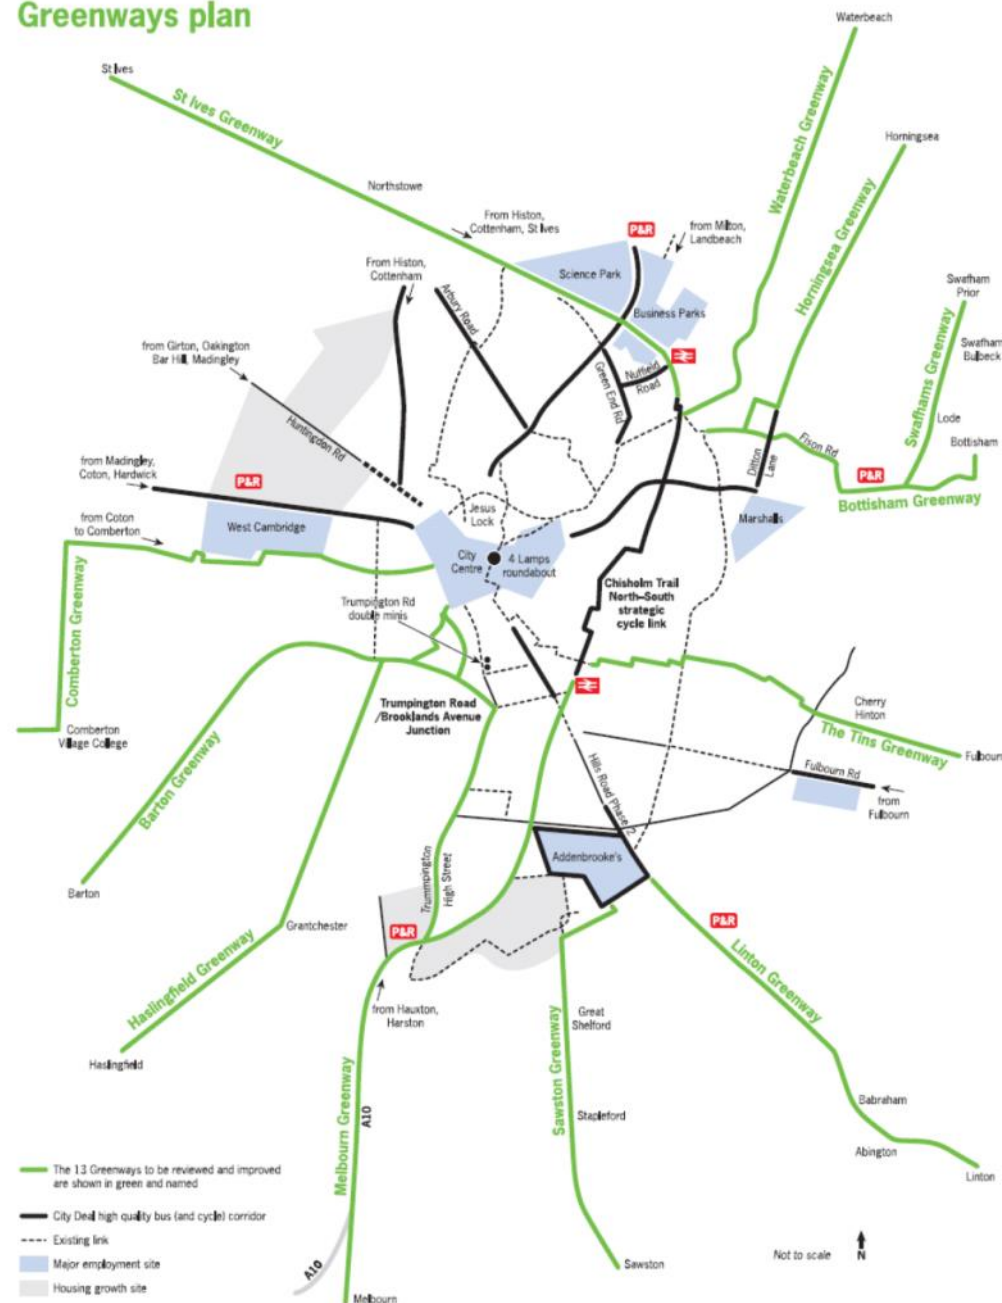 Greenways plan
Waterbeach
St Ives
St Ives Greenway
Waterbeach Greenway
Horningsea
Northstowe
Horningsea Greenway
From Histon,
Cottenham, St Ives
P&R
from Milton,
Landbeach
From Histon,
Cottenham
Science Park
Swafham
Prior
Arbury Road
Business Parks
Swafham
Bulbeck
from Girton, Oakington
Bar Hill, Madingley
Swafhams Greenway
Nuffield
Road
Green End Rd
Huntingdon Rd
Lode
Fison Rd
Bottisham
from Madingley,
Coton, Hardwick
P&R
Ditton
Lane
P&R
Bottisham Greenway
from Coton
to Comberton
West Cambridge
Jesus
Lock
Marshalls
City
Centre
4 Lamps
roundabout
Comberton Greenway
Trumpington Rd
double minis
Chisholm Trail
North–South
strategic
cycle link
Trumpington Road
/Brooklands Avenue
Junction
Comberton
Village College
Cherry
Hinton
The Tins Greenway
Fulbourn
Barton Greenway
Hills Road Phase 2
Fulbourn Rd
from
Fulbourn
Addenbrooke's
Barton
Trumpington
High Street
Grantchester
P&R
P&R
Haslingfield Greenway
Linton Greenway
from Hauxton,
Harston
Great
Shelford
Haslingfield
Sawston Greenway
Melbourn Greenway
A10
Stapleford
Babraham
Abington
Linton
The 13 Greenways to be reviewed and improved
are shown in green and named
City Deal high quality bus (and cycle) corridor
Existing link
Major employment site
Housing growth site
A10
Sawston
Not to scale
N
Melbourn